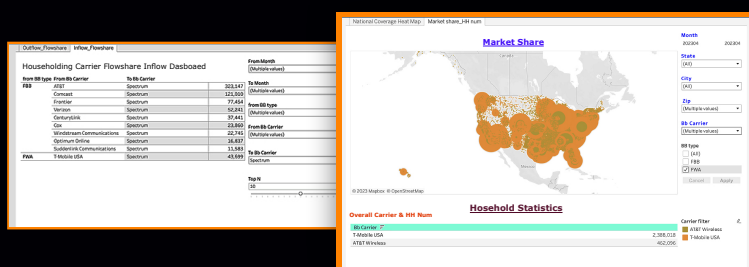 Outflow_Flowshare Inflow_Flowshare
Householding Carrier Flowshare Inflow Dasboaed
from BB type From Bb Carrier To Bb Carrier
FBB AT&T Spectrum 323,147
Comcast Spectrum 121,910
Frontier Spectrum 77,454
Verizon Spectrum 52,241
CenturyLink Spectrum 37,441
Cox Spectrum 23,860
Windstream Communications Spectrum 22,745
Optimum Online Spectrum 16,837
Suddenlink Communications Spectrum 11,583
FWA T-Mobile USA Spectrum 43,699
From Month
(Multiple values)
To Month
(Multiple values)
from BB type
(Multiple values)
From Bb Carrier
(Multiple values)
To Bb Carrier
Spectrum
Top N
10
National Coverage Heat Map Market share_HH num
Market Share
Canada
Mexico
© 2023 Mapbox © OpenStreetMap
Month
202304 202304
State
(All)
City
(All)
Zip
(Multiple values)
Bb Carrier
(Multiple values)
BB type
(All)
FBB
FWA
Cancel Apply
Hosehold Statistics
Overall Carrier & HH Num
Bb Carrier
T-Mobile USA 2,388,018
AT&T Wireless 462,096
Carrier filter
AT&T Wireless
T-Mobile USA